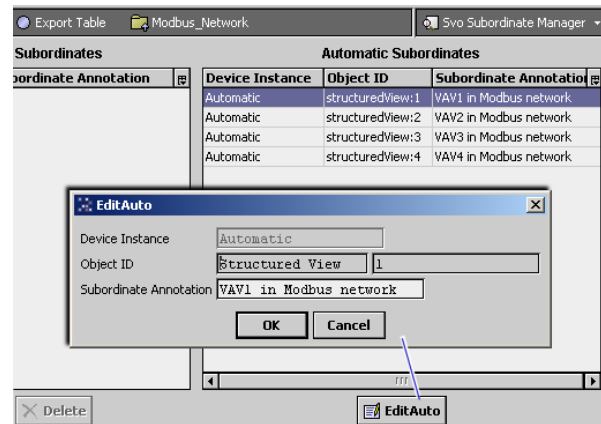 Export Table Modbus_Network Svo Subordinate Manager
Subordinates Automatic Subordinates
ordinate Annotation Device Instance Object ID Subordinate Annotation
Automatic structuredView:1 VAV1 in Modbus network
Automatic structuredView:2 VAV2 in Modbus network
Automatic structuredView:3 VAV3 in Modbus network
Automatic structuredView:4 VAV4 in Modbus network
EditAuto
Device Instance Automatic
Object ID Structured View 1
Subordinate Annotation VAV1 in Modbus network
OK Cancel
Delete EditAuto